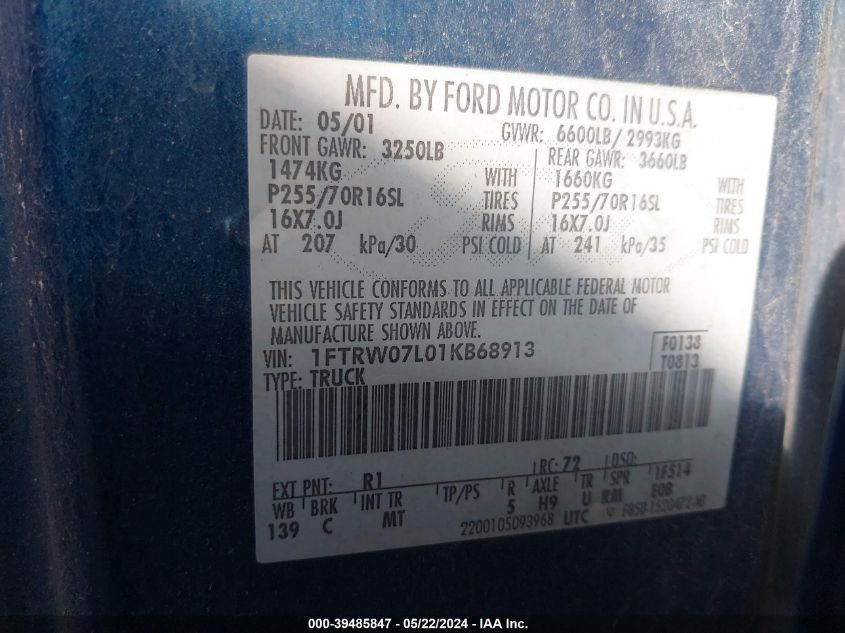 MFD. BY FORD MOTOR CO. IN U.S.A.
DATE: 05/01 GVWR: 6600LB/ 2993KG
FRONT GAWR: 3250LB REAR GAWR: 3660LB
1474KG WITH 1660KG WITH
P255/70R16SL TIRES P255/70R16SL TIRES
16X7.0J RIMS 16X7.0J RIMS
AT 207 kPa/30 PSI COLD AT 241 kPa/35 PSI COLD
THIS VEHICLE CONFORMS TO ALL APPLICABLE FEDERAL MOTOR
VEHICLE SAFETY STANDARDS IN EFFECT ON THE DATE OF
MANUFACTURE SHOWN ABOVE.
VIN: 1FTRW07L01KB68913 F0138
TYPE: TRUCK T0813
EXT PNT: R1 RC: 72 DSO:
WB BRK INT TR TP/PS R AXLE TR SPR 1F514
139 C MT 5 H9 U RM E0B
2200105093968 UTC
000-39485847 - 05/22/2024 - IAA Inc.